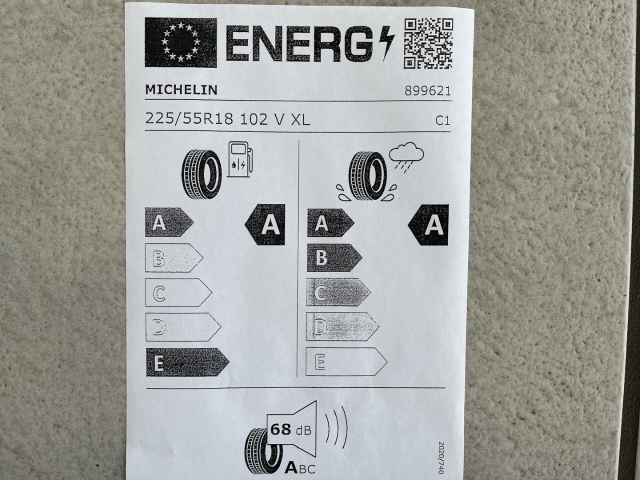 ENERG
MICHELIN 899621
225/55R18 102 V XL C1
A A A A
B B
C C
D D
E E
68 dB
ABC
2020/740